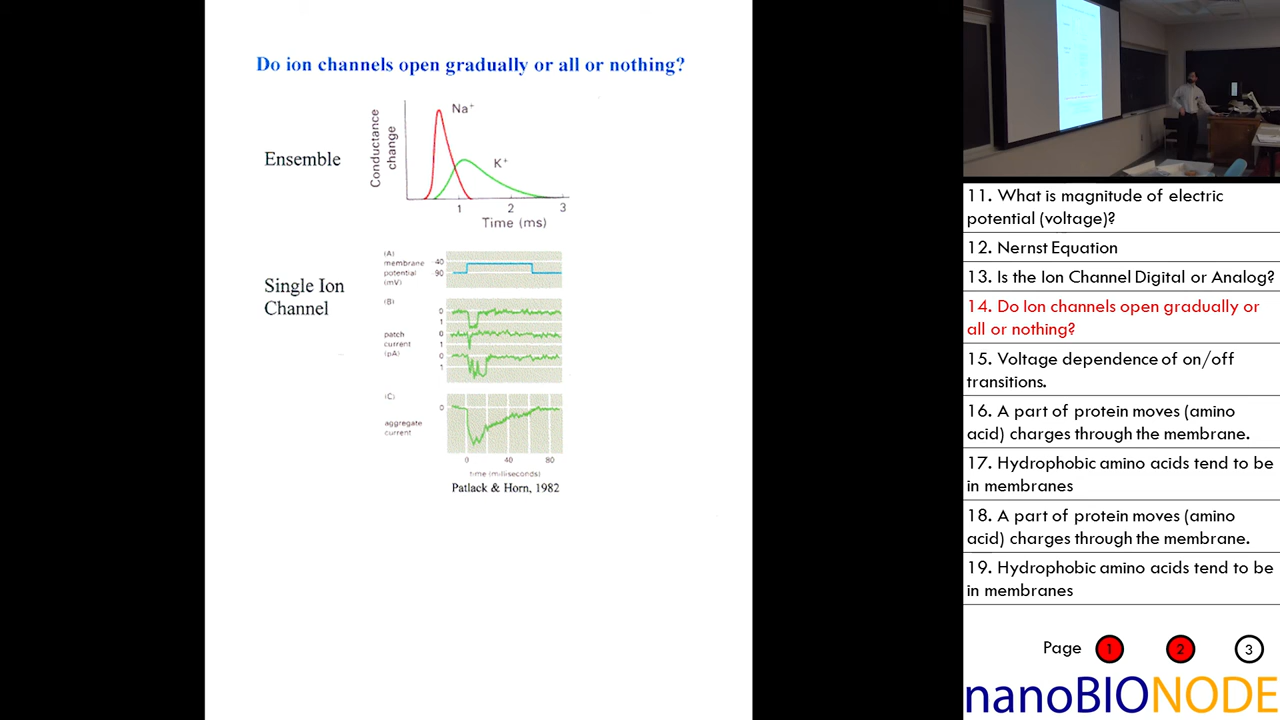 Do ion channels open gradually or all or nothing?
Ensemble
Conductance
change
Na⁺
K⁺
1 2 3
Time (ms)
Single Ion
Channel
(A)
membrane
potential
(mV)
40
90
(B)
patch
current
(pA)
0
1
0
1
0
1
(C)
aggregate
current
0
0 40 80
time (milliseconds)
Patlack & Horn, 1982
11. What is magnitude of electric
potential (voltage)?
12. Nernst Equation
13. Is the Ion Channel Digital or Analog?
14. Do Ion channels open gradually or
all or nothing?
15. Voltage dependence of on/off
transitions.
16. A part of protein moves (amino
acid) charges through the membrane.
17. Hydrophobic amino acids tend to be
in membranes
18. A part of protein moves (amino
acid) charges through the membrane.
19. Hydrophobic amino acids tend to be
in membranes
Page 1 2 3
nanoBIONODE